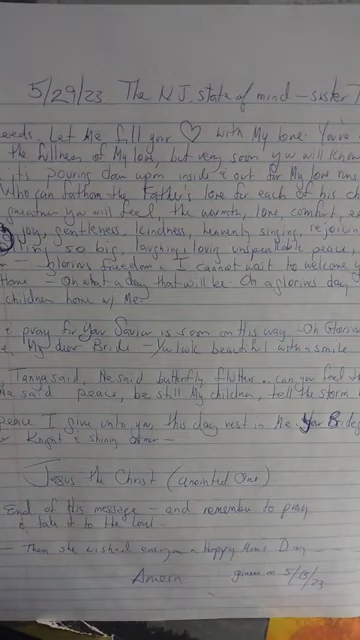 5/29/23 The NJ. state of mind - sister
eeds. Let Me fill your ♡ with My love. You've
the fullness of My love, but very soon you will know
it's pouring down upon inside & out for My love runs
Who can fathom the Father's love for each of his ch
greater you will feel, the warmth, love, comfort,
joy, gentleness, kindness, heavenly singing, rejoicing
so big, laughing, loving unspeakable peace,
- glorious freedom. I cannot wait to welcome y
Home - Oh what a day that will be. Oh a glorious day
children home w/ Me
& pray for Your Savior is soon on His way - Oh Glorious
My dear Bride - You look beautiful with a smile
Tanya said, He said butterfly flutter.. can you feel th
He said peace, be still My children, tell the storm
peace I give unto you this day rest in Me. Your Bride
Knight & shining armor -
Jesus the Christ (anointed One)
End of His message - and remember to pray
& take it to the Lord -
- Then she wished everyone a Happy Moms Day
Amen given on 5/15/23